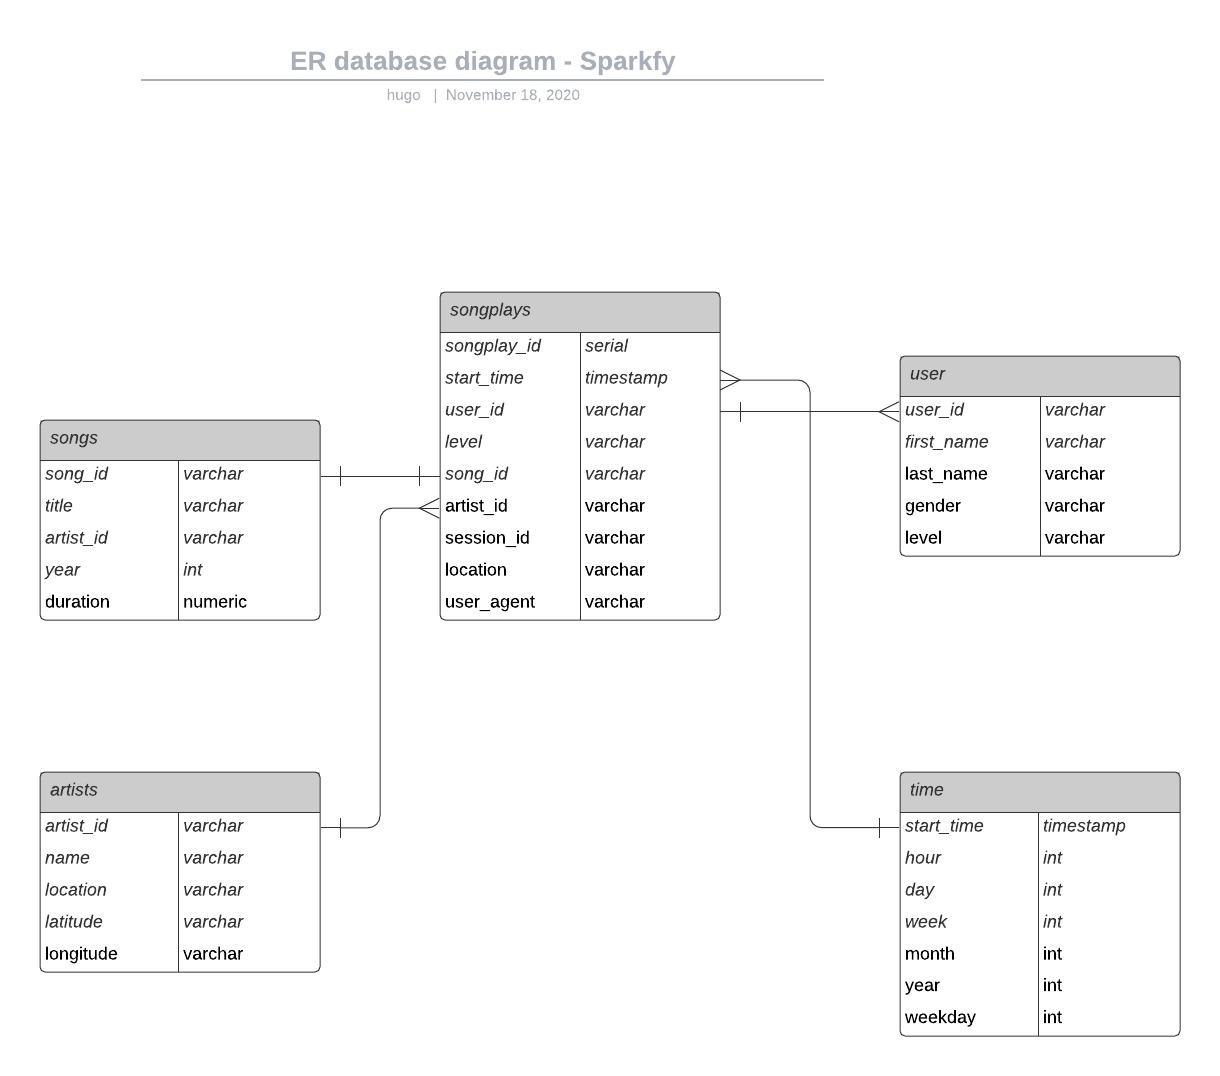 ER database diagram - Sparkfy
hugo | November 18, 2020
songplays
songplay_id serial
start_time timestamp
user_id varchar
level varchar
song_id varchar
artist_id varchar
session_id varchar
location varchar
user_agent varchar
user
user_id varchar
first_name varchar
last_name varchar
gender varchar
level varchar
songs
song_id varchar
title varchar
artist_id varchar
year int
duration numeric
artists
artist_id varchar
name varchar
location varchar
latitude varchar
longitude varchar
time
start_time timestamp
hour int
day int
week int
month int
year int
weekday int